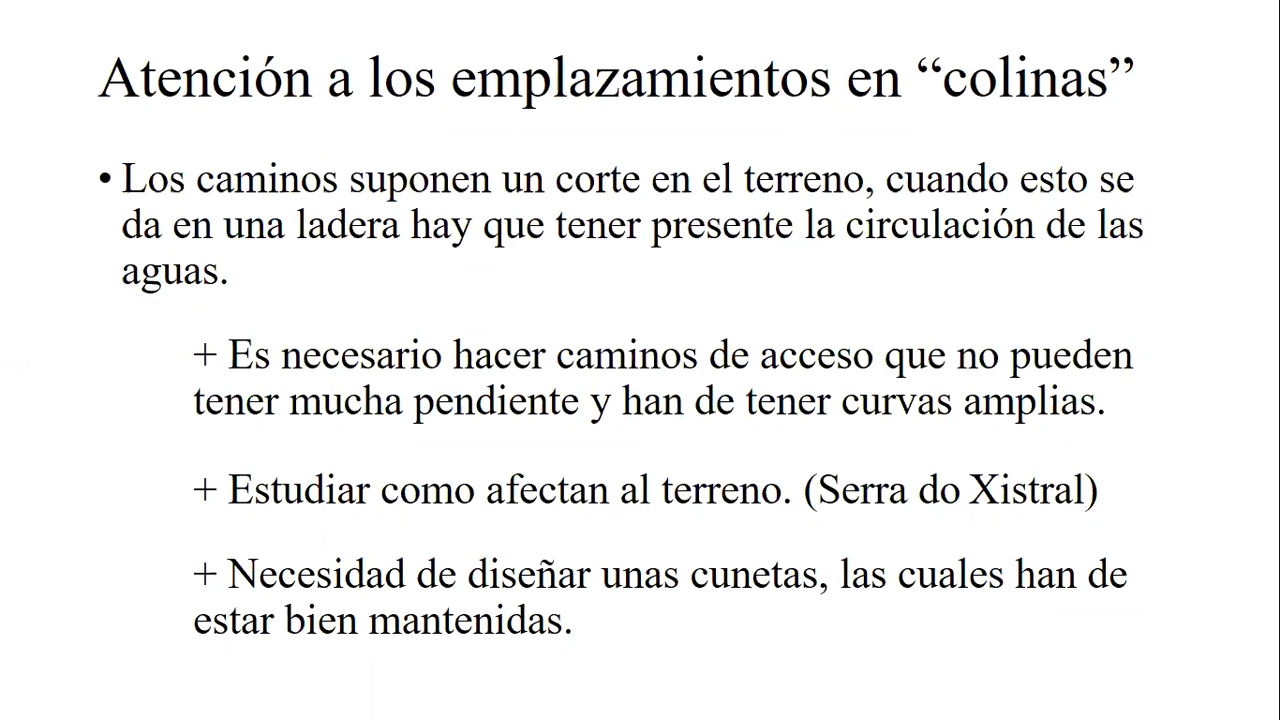 Atención a los emplazamientos en “colinas”
• Los caminos suponen un corte en el terreno, cuando esto se
da en una ladera hay que tener presente la circulación de las
aguas.
+ Es necesario hacer caminos de acceso que no pueden
tener mucha pendiente y han de tener curvas amplias.
+ Estudiar como afectan al terreno. (Serra do Xistral)
+ Necesidad de diseñar unas cunetas, las cuales han de
estar bien mantenidas.